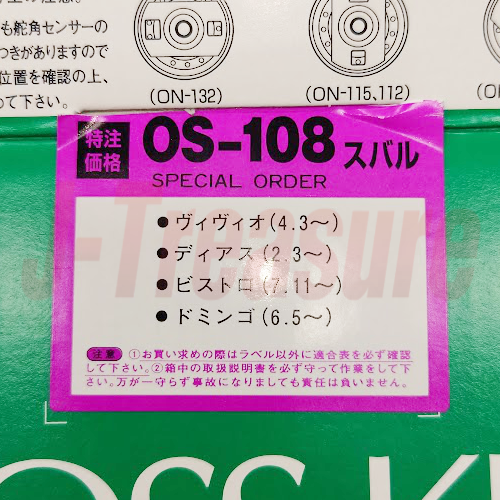 も舵角センサーの
つきがありますので
位置を確認の上、
って下さい。
(ON-132)
(ON-115,112)
特注
価格
OS-108スバル
SPECIAL ORDER
●ヴィヴィオ(4.3〜)
●ディアス(2.3〜)
●ビストロ(7.11〜)
●ドミンゴ(6.5〜)
J-Treasure
注意 ①お買い求めの際はラベル以外に適合表を必ず確認
して下さい。②箱中の取扱説明書を必ず守って作業をして下
さい。万が一守らず事故になりましても責任は負いません。